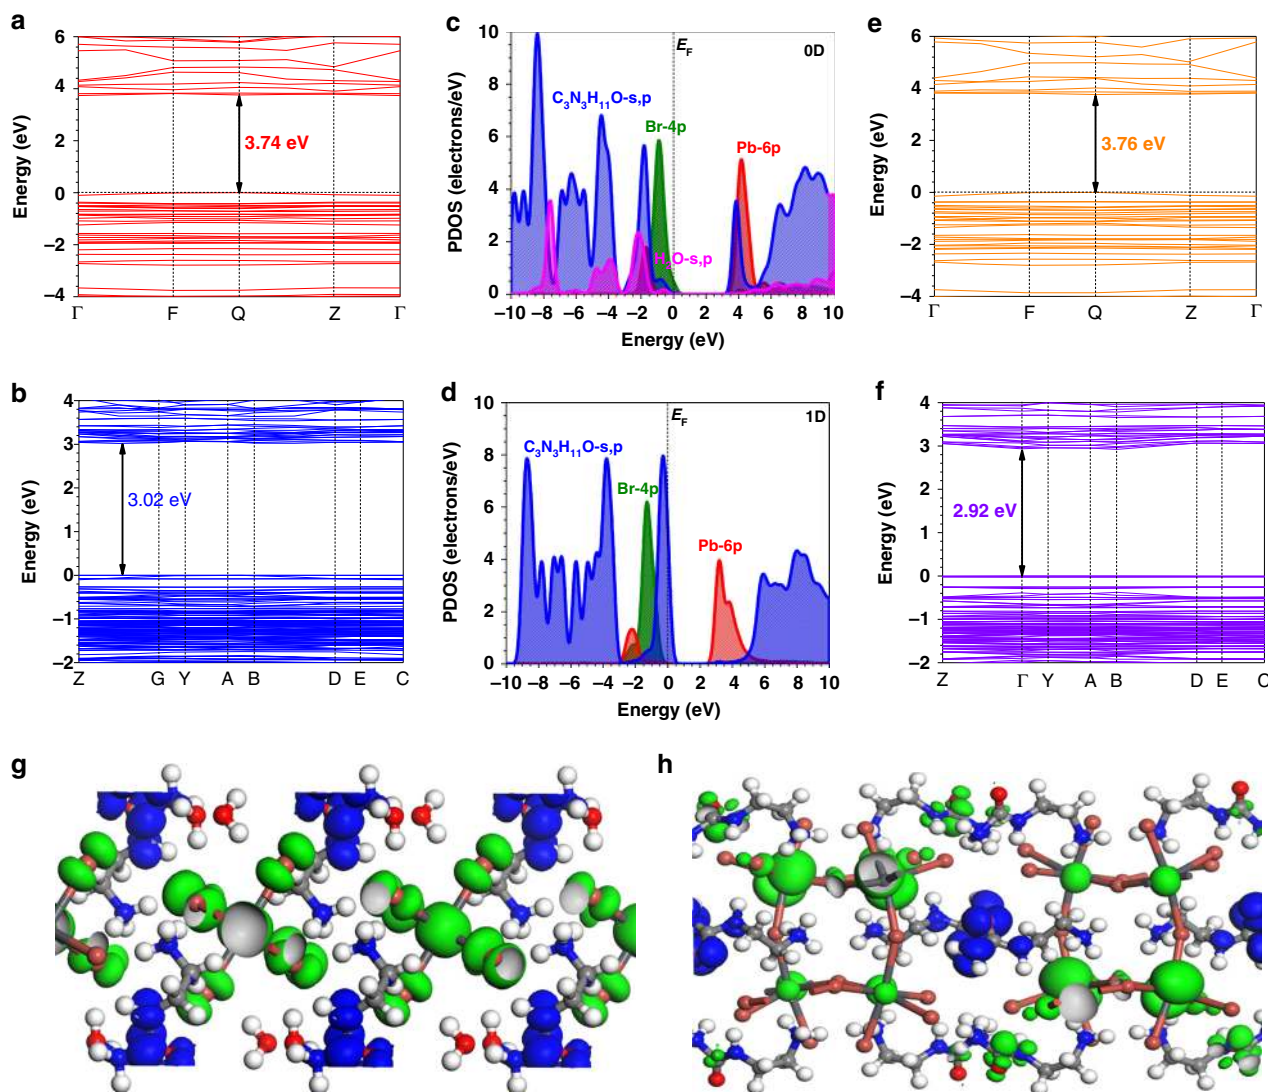 a
6
4
2
0
−2
−4
Energy (eV)
3.74 eV
Γ F Q Z Γ
c
10
8
6
4
2
0
PDOS (electrons/eV)
E_F
0D
C₃N₃H₁₁O-s,p
Br-4p
Pb-6p
H₂O-s,p
−10 −8 −6 −4 −2 0 2 4 6 8 10
Energy (eV)
e
6
4
2
0
−2
−4
Energy (eV)
3.76 eV
Γ F Q Z Γ
b
4
3
2
1
0
−1
−2
Energy (eV)
3.02 eV
Z G Y A B D E C
d
10
8
6
4
2
0
PDOS (electrons/eV)
E_F
1D
C₃N₃H₁₁O-s,p
Br-4p
Pb-6p
−10 −8 −6 −4 −2 0 2 4 6 8 10
Energy (eV)
f
4
3
2
1
0
−1
−2
Energy (eV)
2.92 eV
Z Γ Y A B D E C
g
h